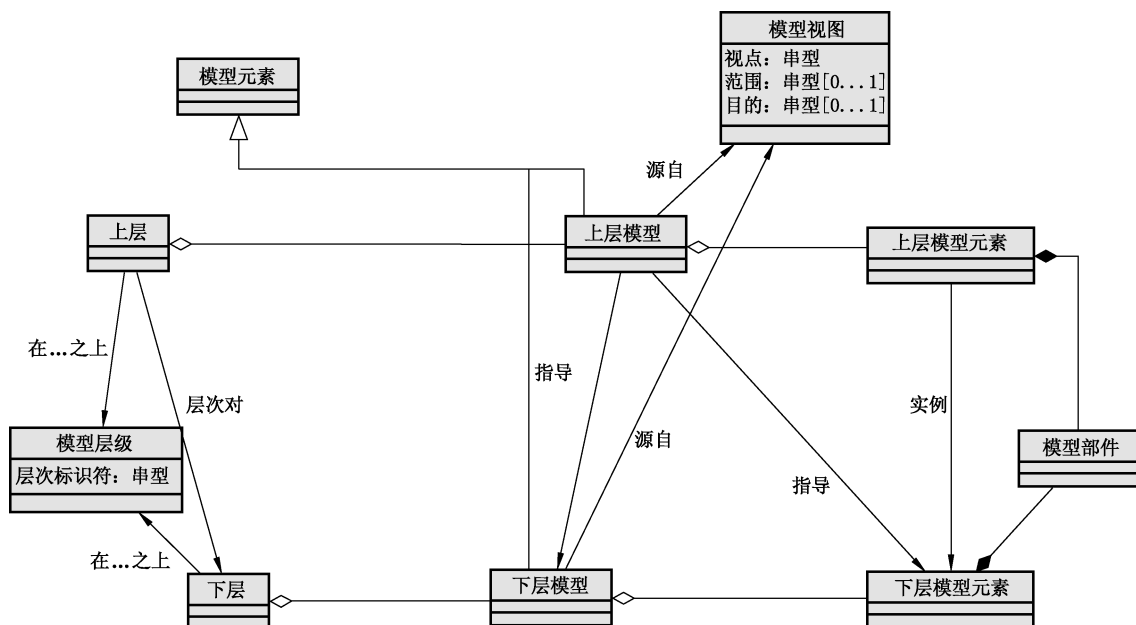 模型视图
视点：串型
范围：串型[0...1]
目的：串型[0...1]
模型元素
源自
上层
上层模型
上层模型元素
在...之上
指导
层次对
实例
模型层级
层次标识符：串型
源自
模型部件
指导
在...之上
下层
下层模型
下层模型元素